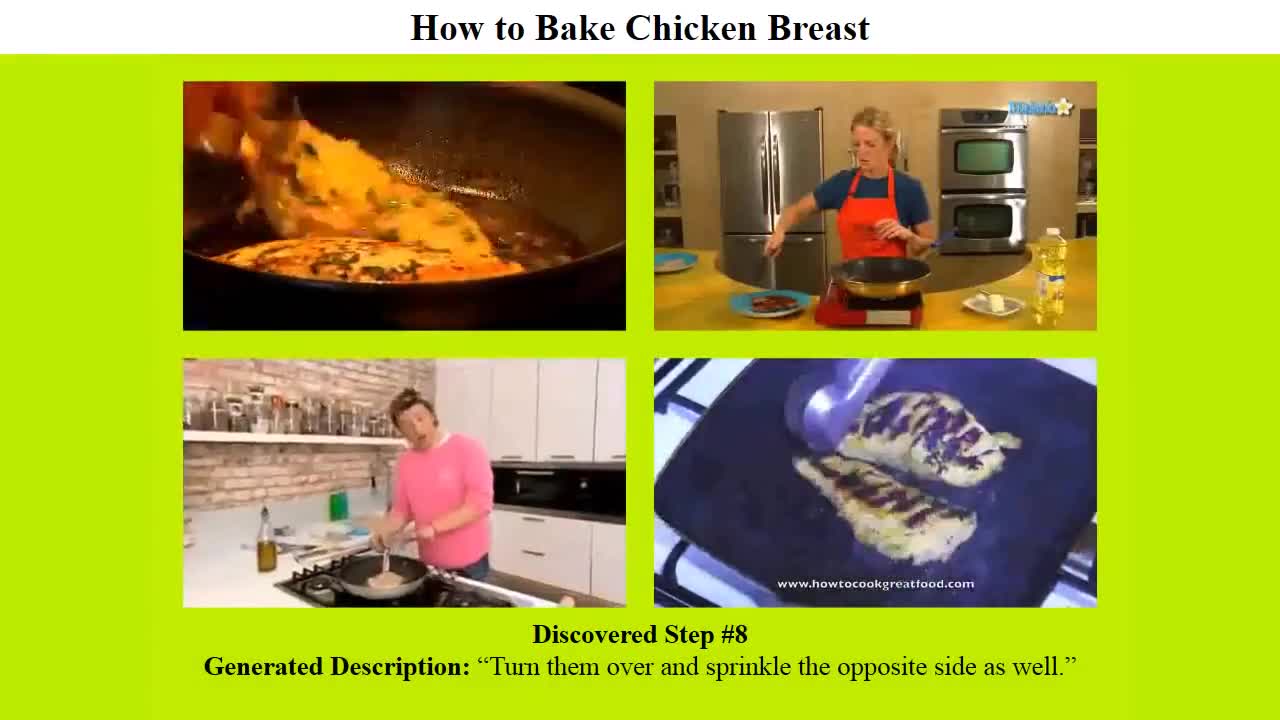 How to Bake Chicken Breast
www.howtocookgreatfood.com
Discovered Step #8
Generated Description: “Turn them over and sprinkle the opposite side as well.”